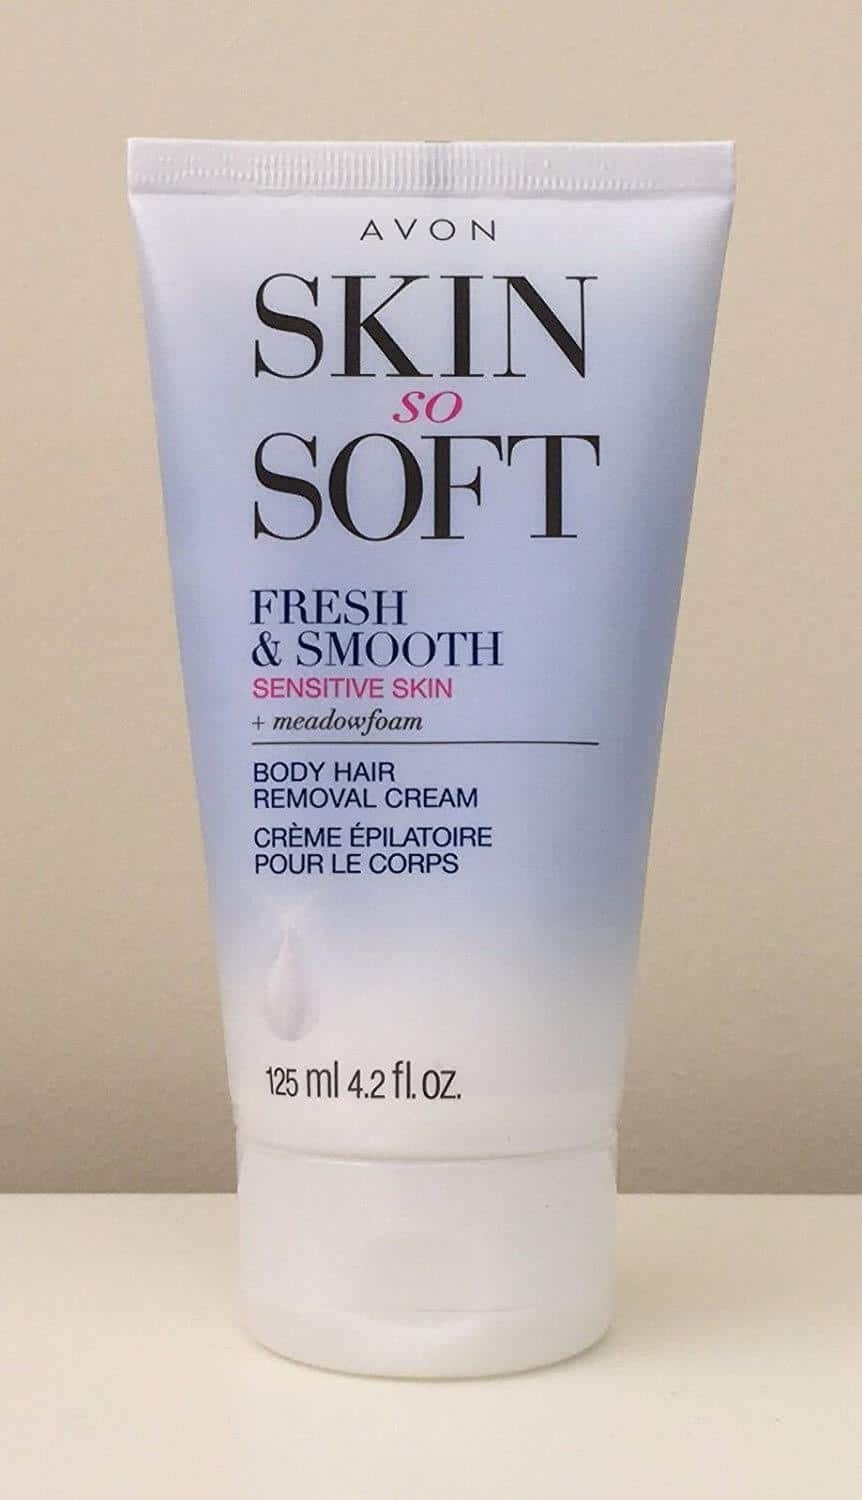 AVON
SKIN
so
SOFT
FRESH
& SMOOTH
SENSITIVE SKIN
+ meadowfoam
BODY HAIR
REMOVAL CREAM
CRÈME ÉPILATOIRE
POUR LE CORPS
125 ml 4.2 fl. oz.